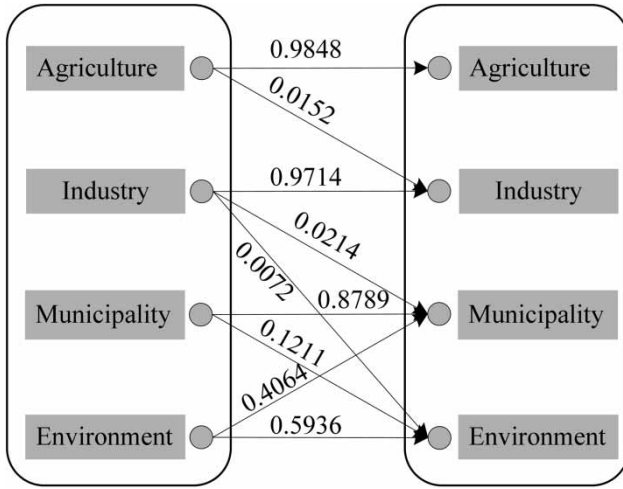 Agriculture
0.9848
Agriculture
0.0152
Industry
0.9714
Industry
0.0214
0.0072
Municipality
0.8789
Municipality
0.1211
0.4064
Environment
0.5936
Environment